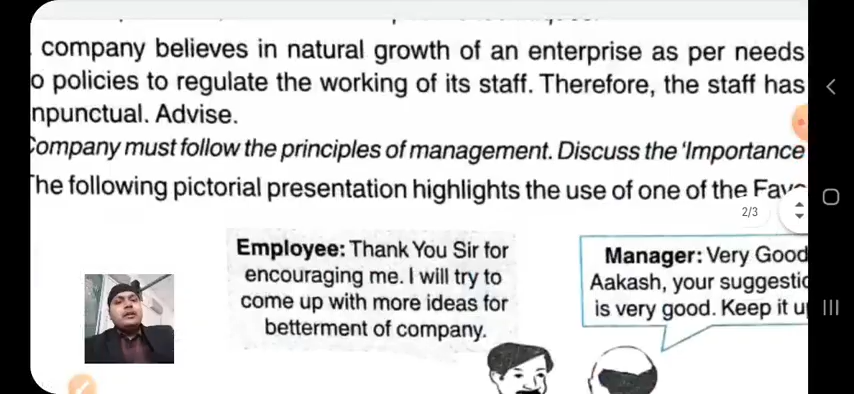 company believes in natural growth of an enterprise as per needs
o policies to regulate the working of its staff. Therefore, the staff has
npunctual. Advise.
Company must follow the principles of management. Discuss the 'Importance
The following pictorial presentation highlights the use of one of the Fayo
2/3
Employee: Thank You Sir for
encouraging me. I will try to
come up with more ideas for
betterment of company.
Manager: Very Good
Aakash, your suggestio
is very good. Keep it u